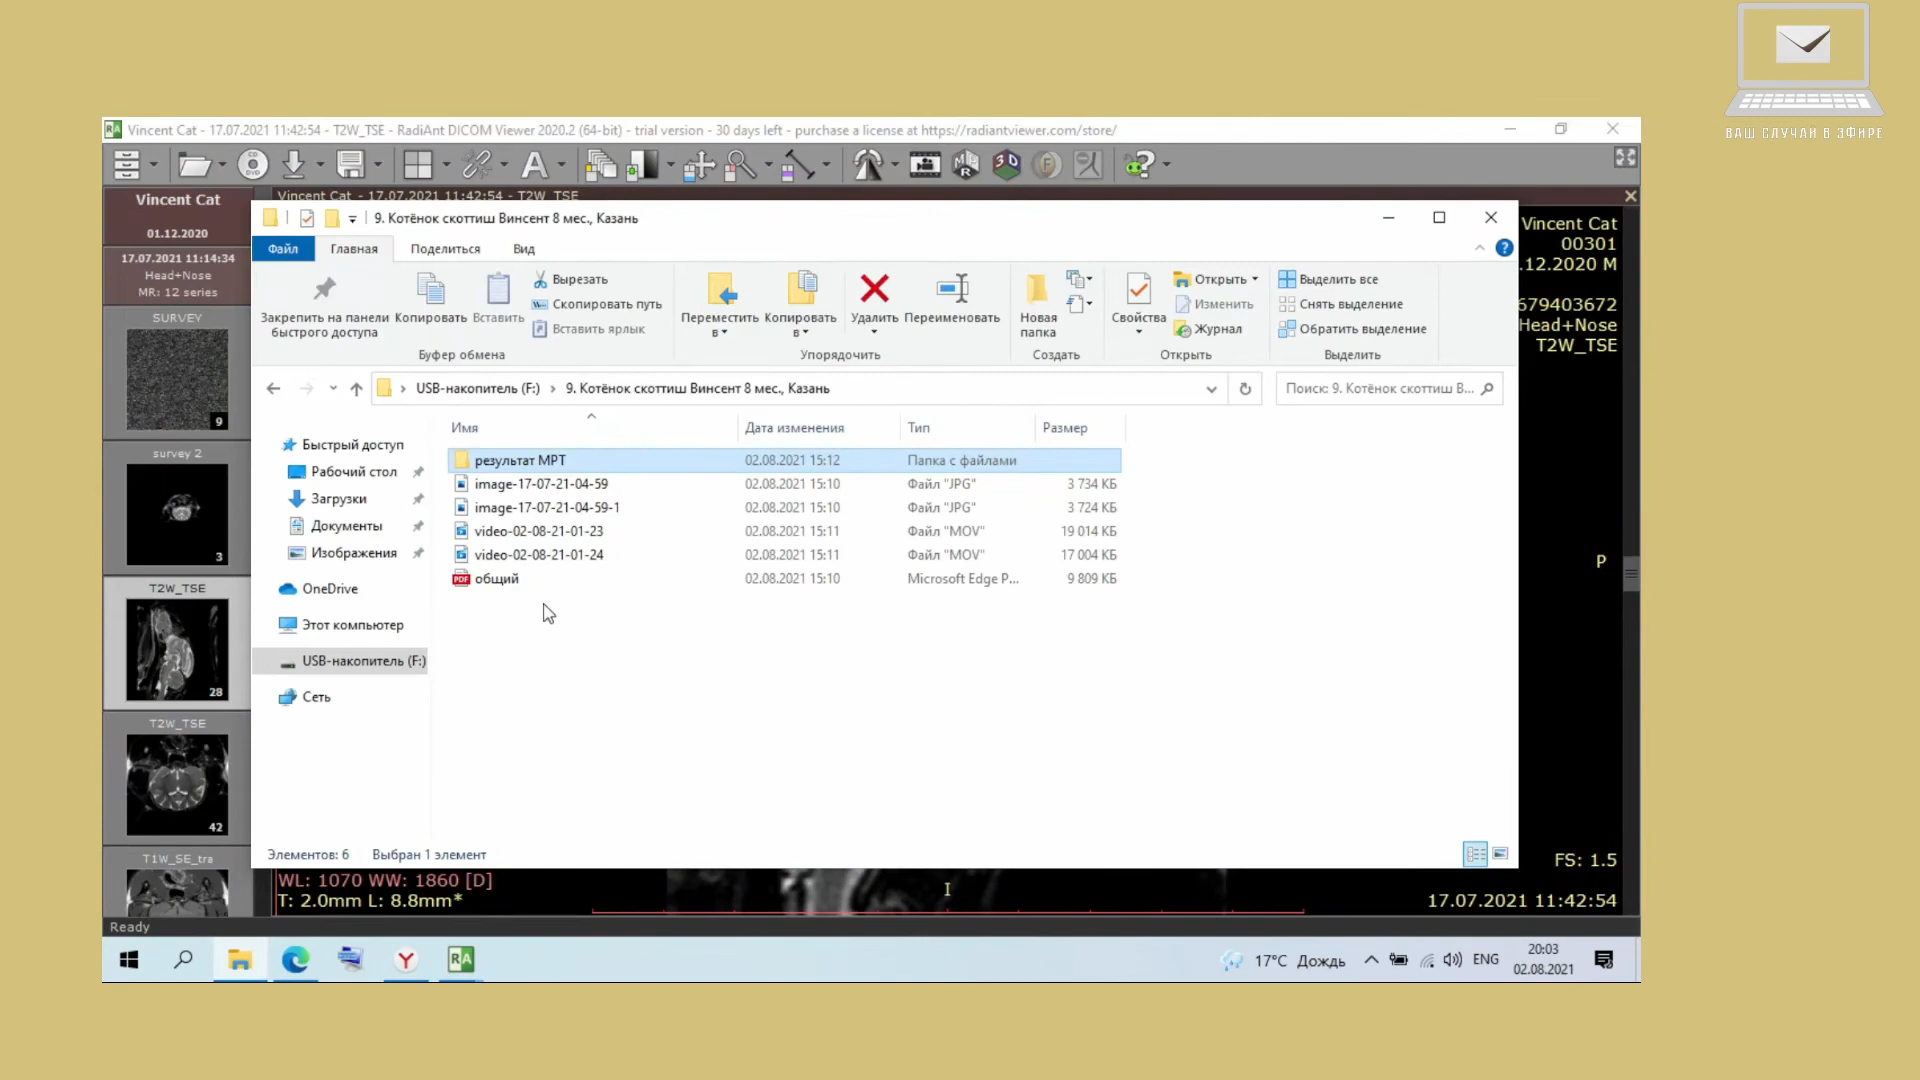 ВАШ СЛУЧАЙ В ЭФИРЕ
Vincent Cat - 17.07.2021 11:42:54 - T2W_TSE - RadiAnt DICOM Viewer 2020.2 (64-bit) - trial version - 30 days left - purchase a license at https://radiantviewer.com/store/
Vincent Cat
01.12.2020
17.07.2021 11:14:34
Head+Nose
MR: 12 series
SURVEY
9
survey 2
3
T2W_TSE
28
T2W_TSE
42
T1W_SE_tra
Vincent Cat - 17.07.2021 11:42:54 - T2W_TSE
9. Котёнок скоттиш Винсент 8 мес., Казань
Файл Главная Поделиться Вид
Закрепить на панели быстрого доступа
Копировать
Вставить
Вырезать
Скопировать путь
Вставить ярлык
Буфер обмена
Переместить в
Копировать в
Удалить
Переименовать
Упорядочить
Новая папка
Создать
Свойства
Открыть
Изменить
Журнал
Открыть
Выделить все
Снять выделение
Обратить выделение
Выделить
USB-накопитель (F:) 9. Котёнок скоттиш Винсент 8 мес., Казань
Поиск: 9. Котёнок скоттиш В...
Быстрый доступ
Рабочий стол
Загрузки
Документы
Изображения
OneDrive
Этот компьютер
USB-накопитель (F:)
Сеть
Имя Дата изменения Тип Размер
результат МРТ 02.08.2021 15:12 Папка с файлами
image-17-07-21-04-59 02.08.2021 15:10 Файл "JPG" 3 734 КБ
image-17-07-21-04-59-1 02.08.2021 15:10 Файл "JPG" 3 724 КБ
video-02-08-21-01-23 02.08.2021 15:11 Файл "MOV" 19 014 КБ
video-02-08-21-01-24 02.08.2021 15:11 Файл "MOV" 17 004 КБ
PDF общий 02.08.2021 15:10 Microsoft Edge P... 9 809 КБ
Элементов: 6 Выбран 1 элемент
Vincent Cat
00301
.12.2020 M
679403672
Head+Nose
T2W_TSE
P
FS: 1.5
17.07.2021 11:42:54
WL: 1070 WW: 1860 [D]
T: 2.0mm L: 8.8mm*
I
Ready
17°C Дождь
ENG
20:03
02.08.2021